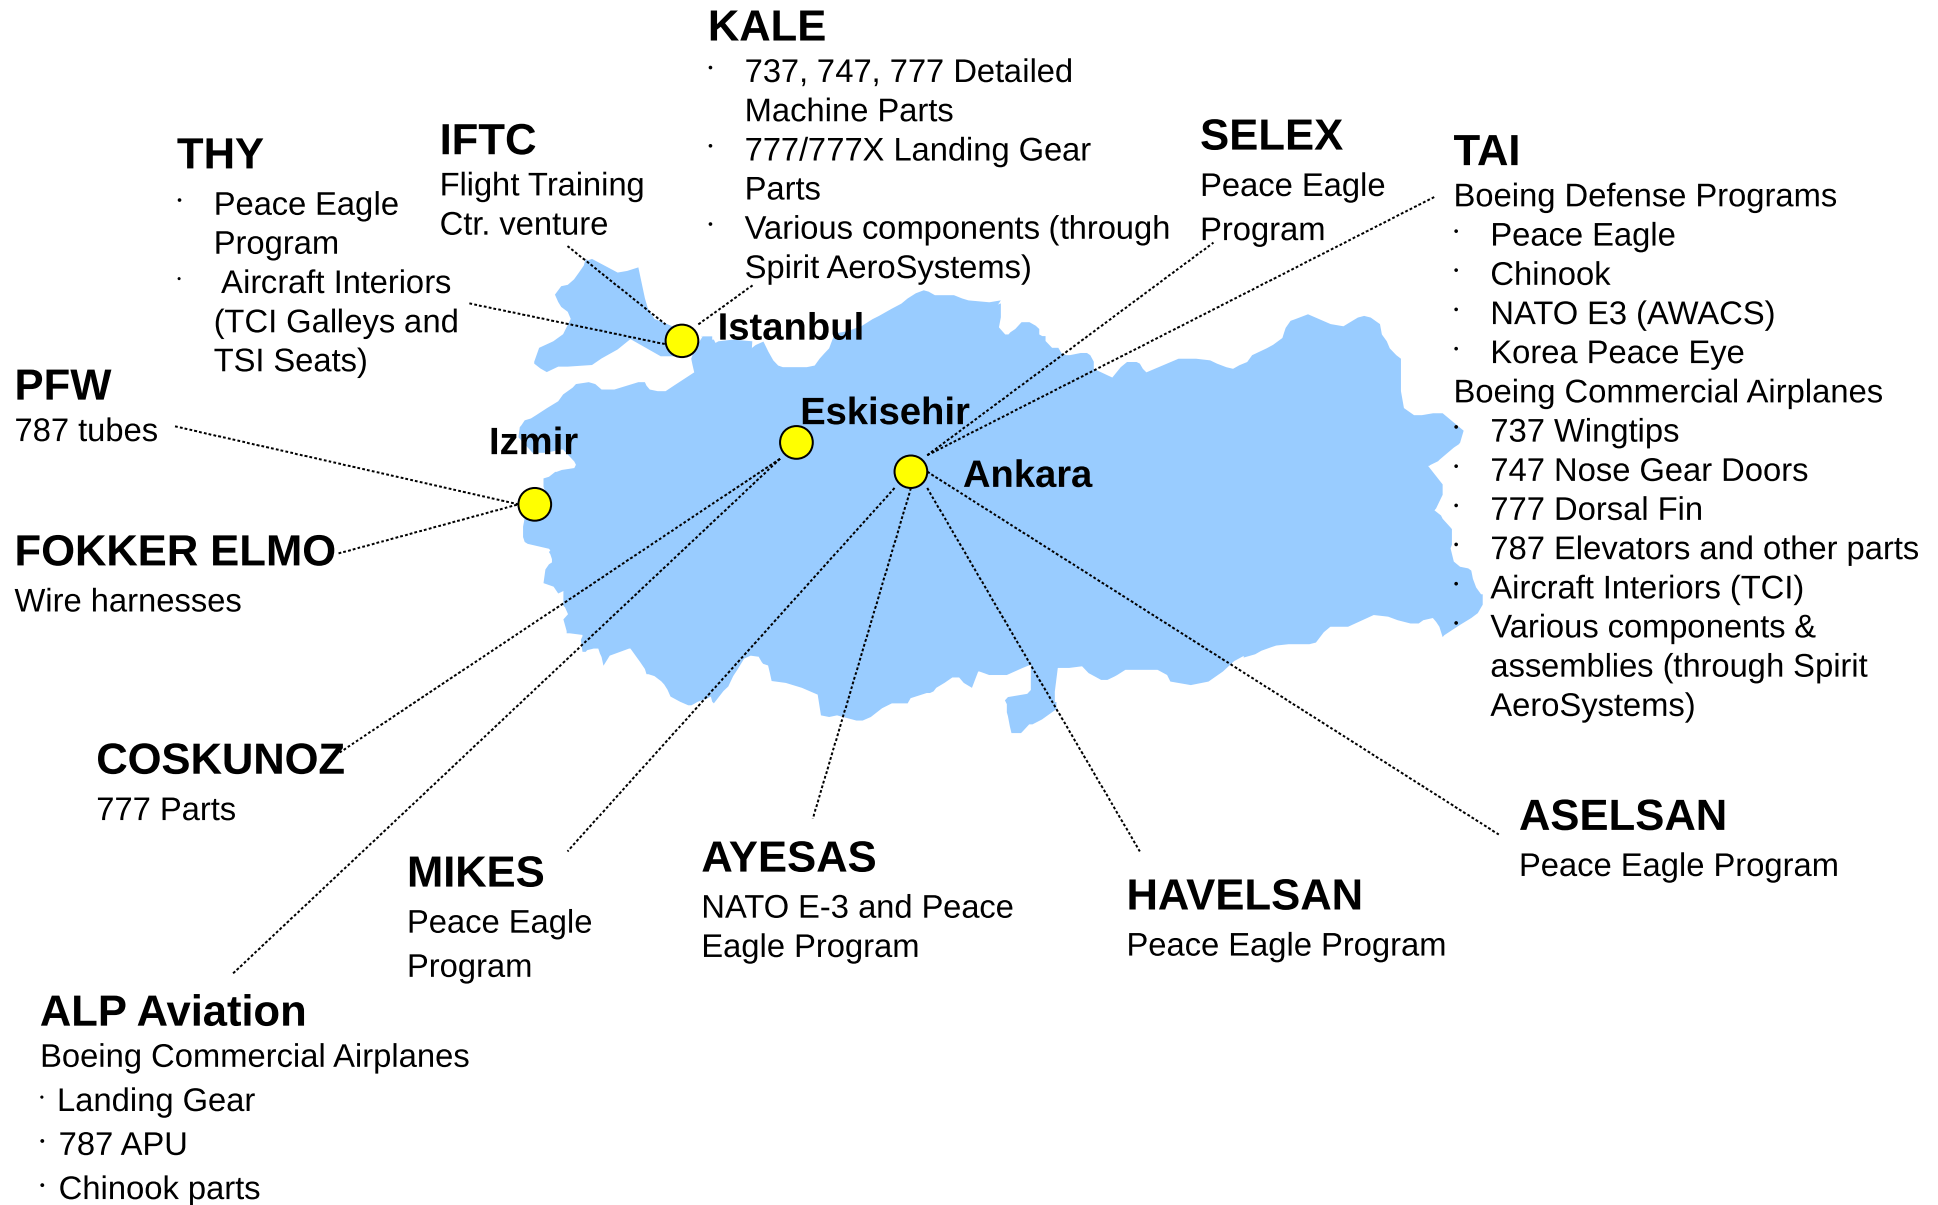 KALE
· 737, 747, 777 Detailed
Machine Parts
· 777/777X Landing Gear
Parts
· Various components (through
Spirit AeroSystems)
THY
· Peace Eagle
Program
· Aircraft Interiors
(TCI Galleys and
TSI Seats)
IFTC
Flight Training
Ctr. venture
SELEX
Peace Eagle
Program
TAI
Boeing Defense Programs
· Peace Eagle
· Chinook
· NATO E3 (AWACS)
· Korea Peace Eye
Boeing Commercial Airplanes
· 737 Wingtips
· 747 Nose Gear Doors
· 777 Dorsal Fin
· 787 Elevators and other parts
· Aircraft Interiors (TCI)
· Various components &
assemblies (through Spirit
AeroSystems)
Istanbul
PFW
787 tubes
Izmir
Eskisehir
Ankara
FOKKER ELMO
Wire harnesses
COSKUNOZ
777 Parts
MIKES
Peace Eagle
Program
AYESAS
NATO E-3 and Peace
Eagle Program
HAVELSAN
Peace Eagle Program
ASELSAN
Peace Eagle Program
ALP Aviation
Boeing Commercial Airplanes
· Landing Gear
· 787 APU
· Chinook parts